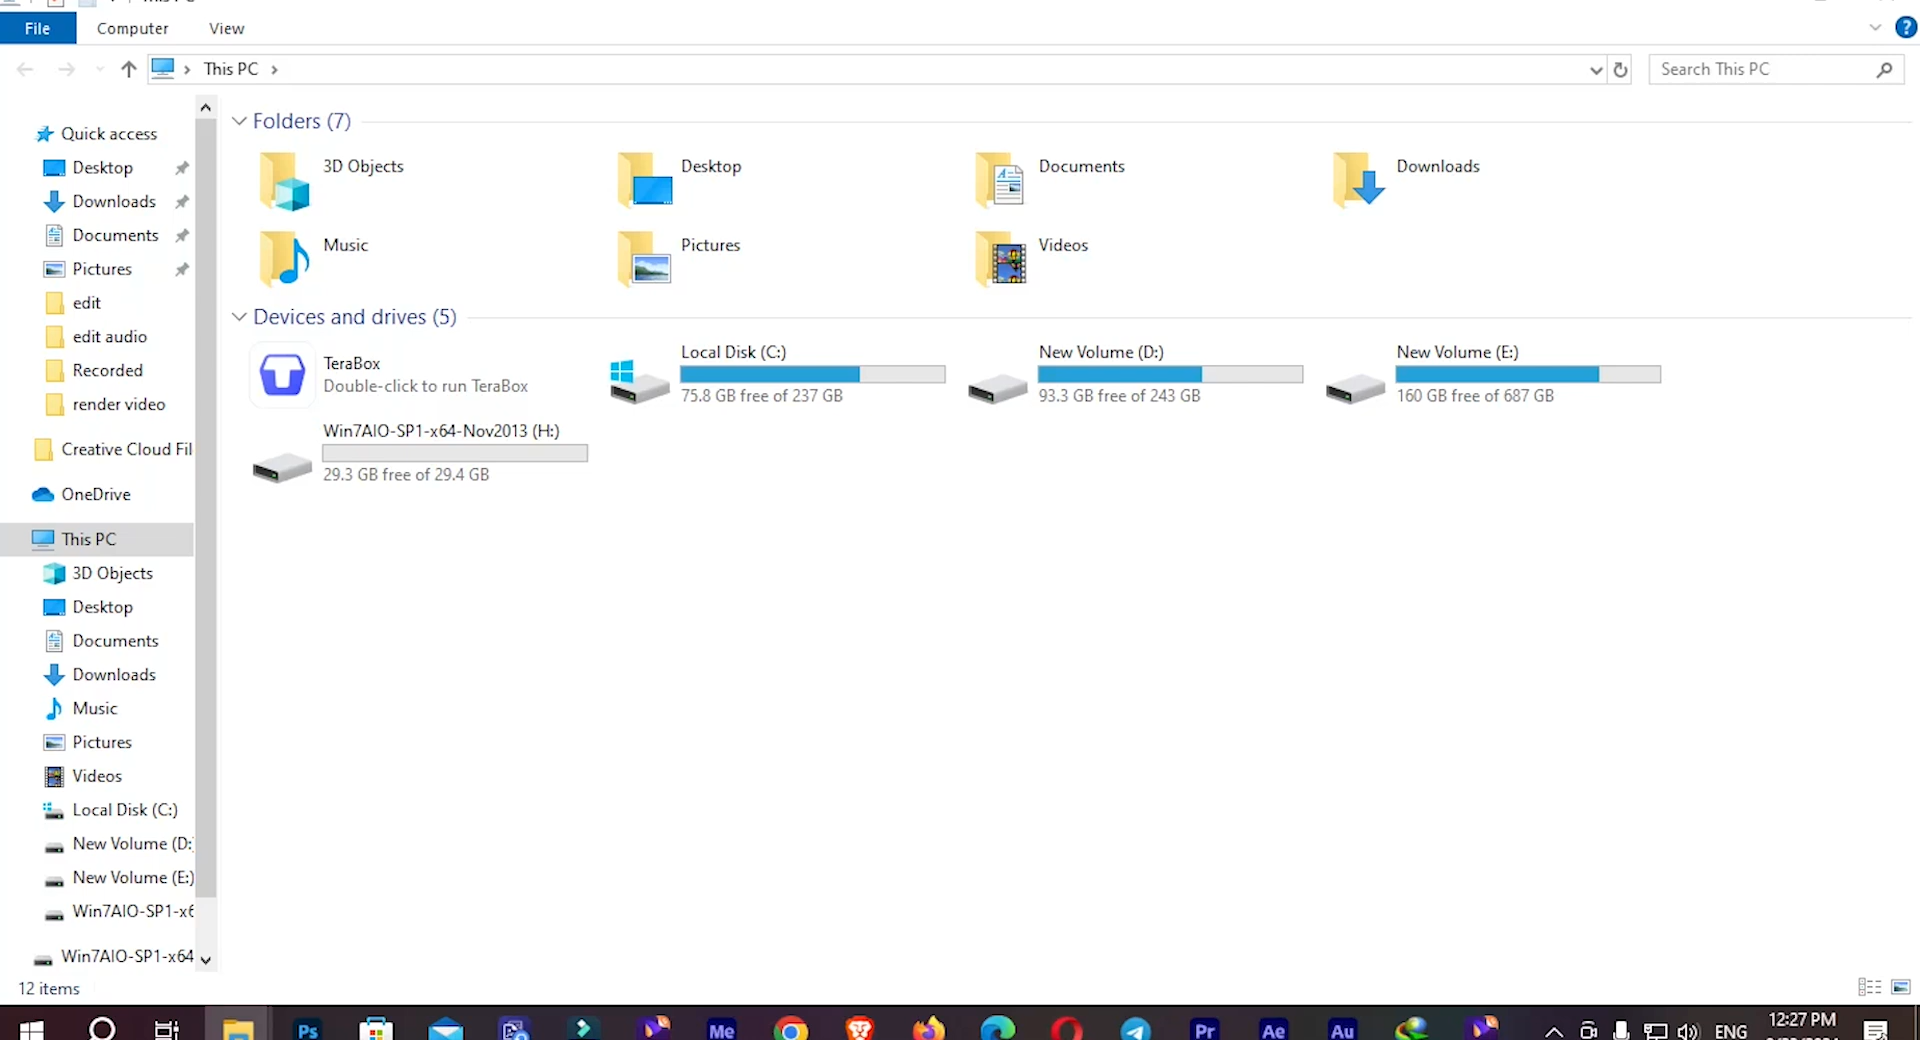 File
Computer
View
This PC
Search This PC
Quick access
Desktop
Downloads
Documents
Pictures
edit
edit audio
Recorded
render video
Creative Cloud Fil
OneDrive
This PC
3D Objects
Desktop
Documents
Downloads
Music
Pictures
Videos
Local Disk (C:)
New Volume (D:
New Volume (E:)
Win7AIO-SP1-x6
Win7AIO-SP1-x64
Folders (7)
3D Objects
Desktop
Documents
Downloads
Music
Pictures
Videos
Devices and drives (5)
TeraBox
Double-click to run TeraBox
Local Disk (C:)
75.8 GB free of 237 GB
New Volume (D:)
93.3 GB free of 243 GB
New Volume (E:)
160 GB free of 687 GB
Win7AIO-SP1-x64-Nov2013 (H:)
29.3 GB free of 29.4 GB
12 items
Ps
Me
Pr
Ae
Au
ENG
12:27 PM